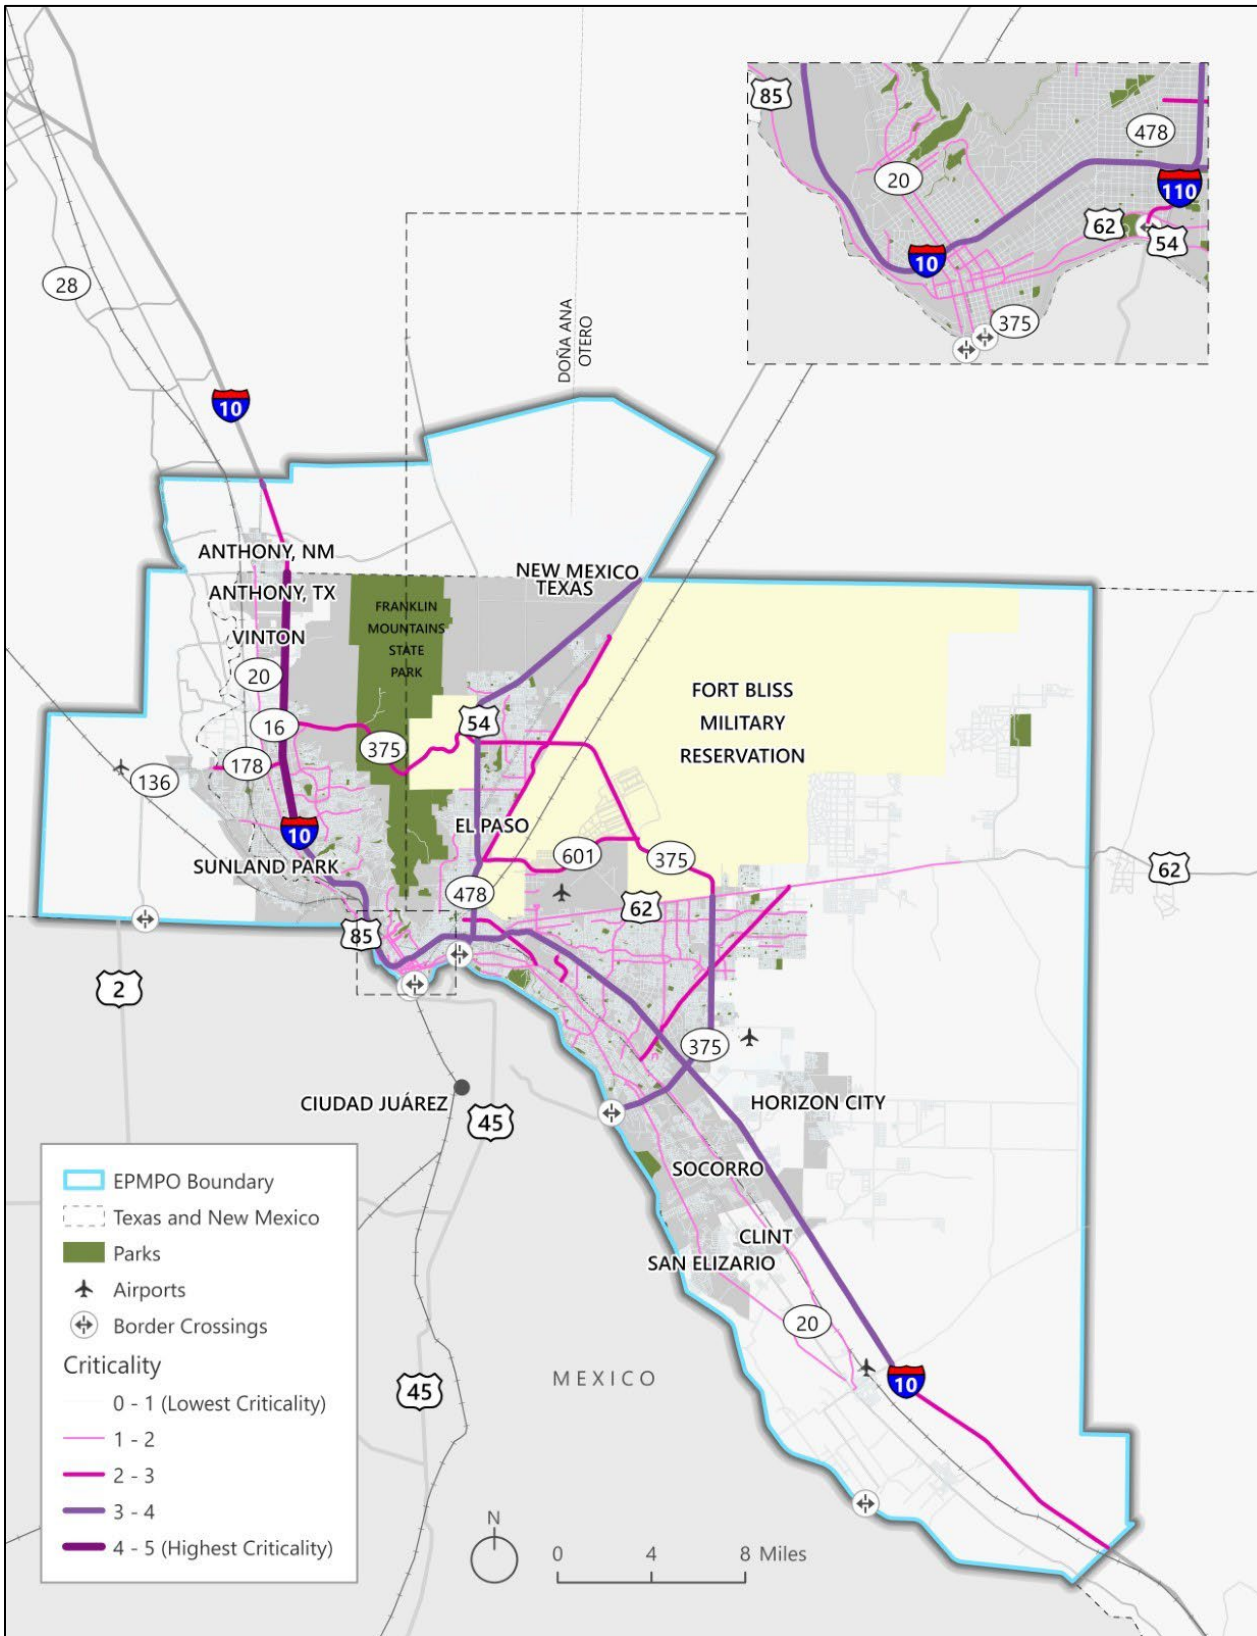 85
478
20
110
62
54
10
375
28
DOÑA ANA
OTERO
10
ANTHONY, NM
NEW MEXICO
TEXAS
ANTHONY, TX
FRANKLIN
MOUNTAINS
STATE
PARK
VINTON
20
FORT BLISS
MILITARY
RESERVATION
16
54
375
178
136
10
EL PASO
601
375
SUNLAND PARK
62
478
62
85
2
375
CIUDAD JUÁREZ
HORIZON CITY
45
SOCORRO
CLINT
SAN ELIZARIO
20
MEXICO
45
10
EPMPO Boundary
Texas and New Mexico
Parks
Airports
Border Crossings
Criticality
0 - 1 (Lowest Criticality)
1 - 2
2 - 3
3 - 4
4 - 5 (Highest Criticality)
N
0 4 8 Miles